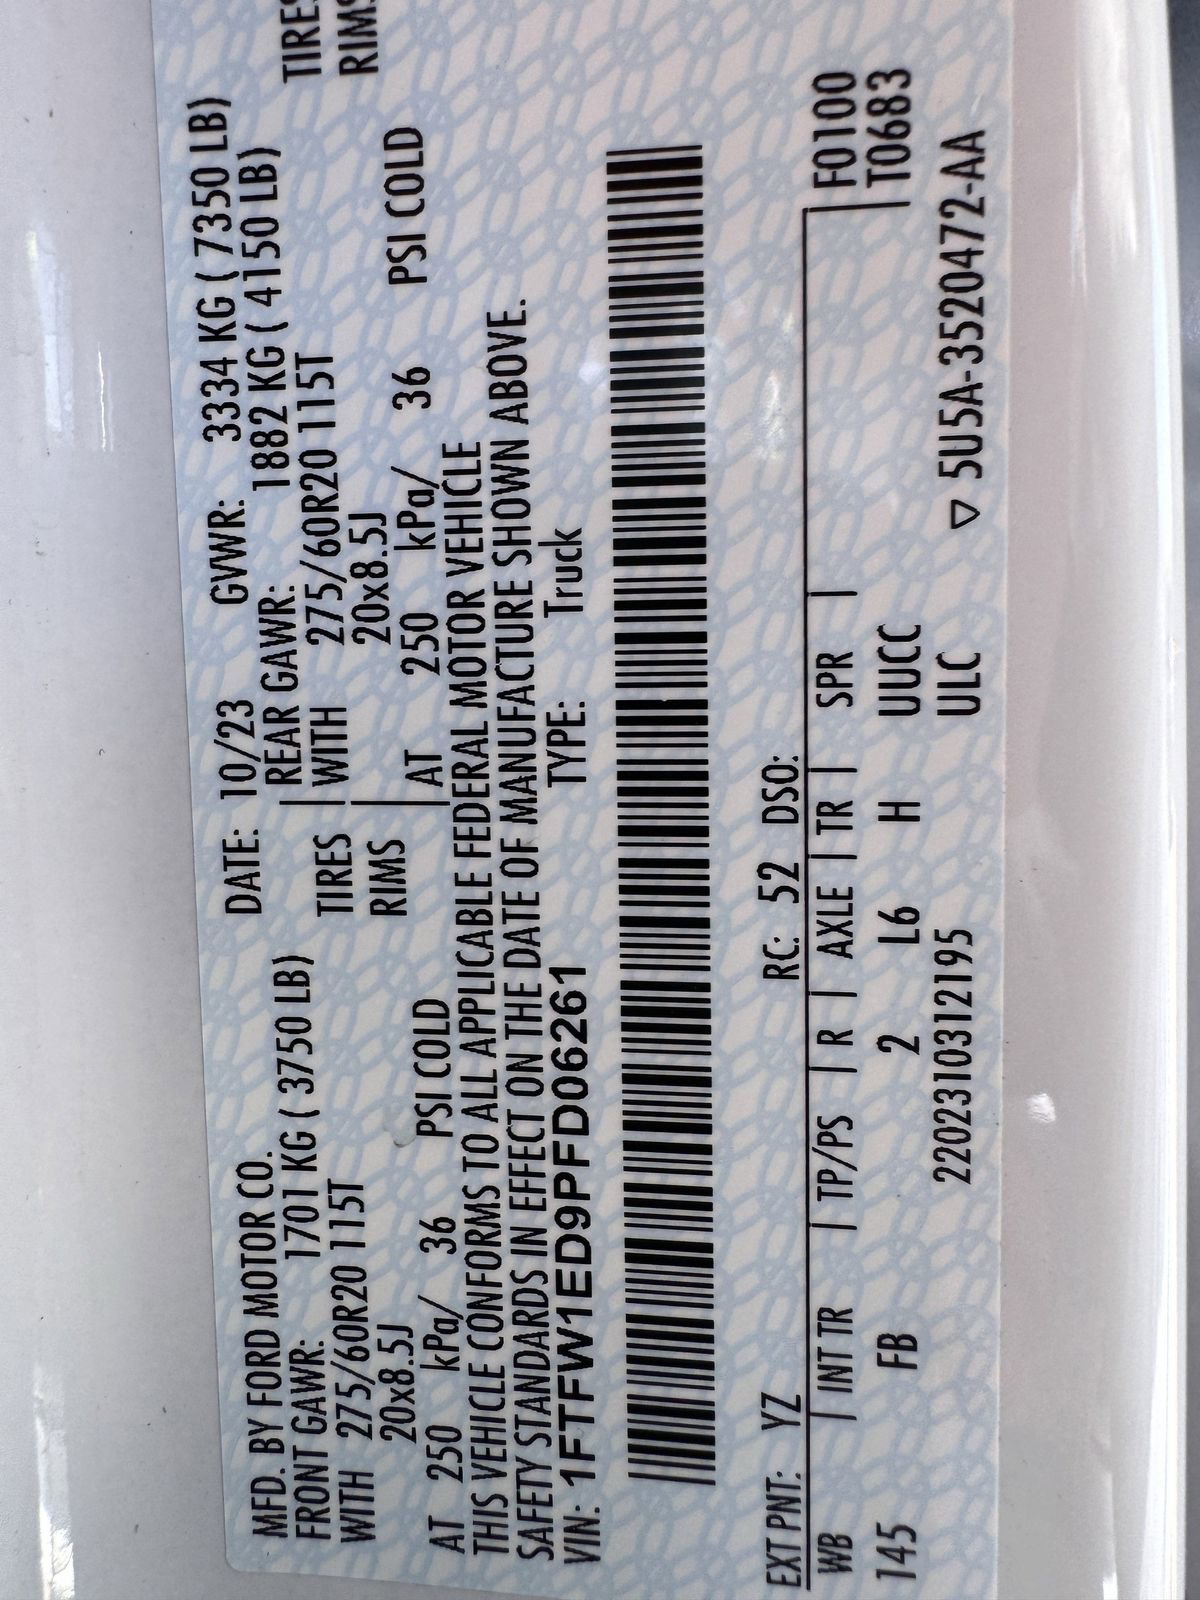 MFD. BY FORD MOTOR CO. DATE: 10/23 GVWR: 3334 KG ( 7350 LB)
FRONT GAWR: 1701 KG ( 3750 LB) REAR GAWR: 1882 KG ( 4150 LB)
WITH 275/60R20 115T TIRES | WITH 275/60R20 115T TIRES
20x8.5J RIMS | 20x8.5J RIMS
AT 250 kPa/ 36 PSI COLD | AT 250 kPa/ 36 PSI COLD
THIS VEHICLE CONFORMS TO ALL APPLICABLE FEDERAL MOTOR VEHICLE
SAFETY STANDARDS IN EFFECT ON THE DATE OF MANUFACTURE SHOWN ABOVE.
VIN: 1FTFW1ED9PFD06261 TYPE: Truck
EXT PNT: YZ RC: 52 DSO:
WB | INT TR | TP/PS | R | AXLE | TR | SPR | F0100
145 FB 2 L6 H UUCC | T0683
220231031219​5 ULC ▽ 5U5A-3520472-AA